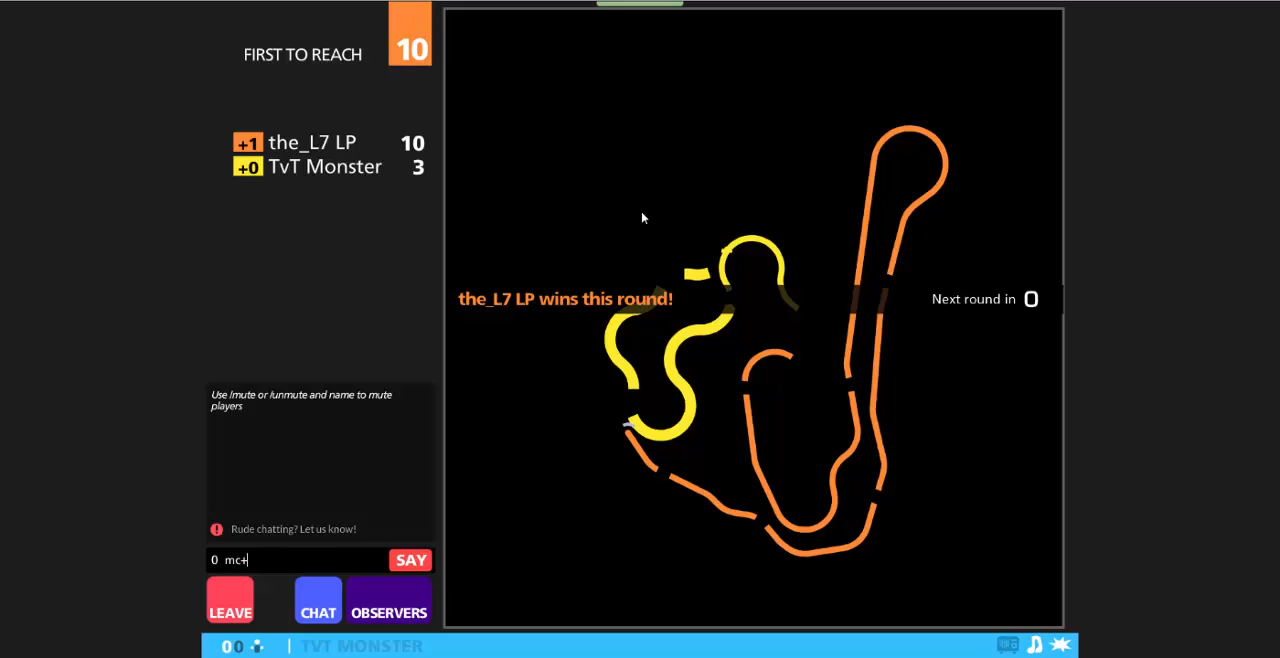 FIRST TO REACH 10
+1 the_L7 LP 10
+0 TvT Monster 3
the_L7 LP wins this round!
Next round in 0
Use /mute or /unmute and name to mute
players
Rude chatting? Let us know!
0 mc+ SAY
LEAVE CHAT OBSERVERS
00 TVT MONSTER